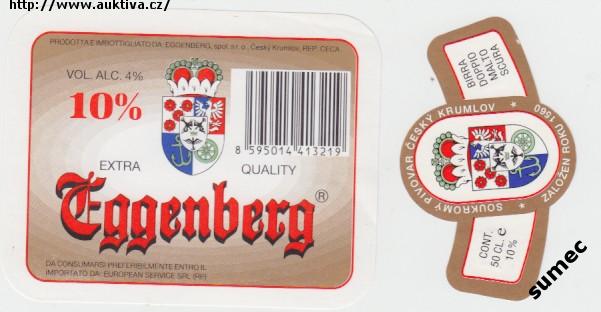 http://www.auktiva.cz/
PRODOTTA E IMBOTTIGLIATO DA: EGGENBERG, spol. s r. o., Český Krumlov, REP. CECA
VOL. ALC. 4%
10%
8 595014 413219
EXTRA QUALITY
Eggenberg ®
DA CONSUMARSI PREFERIBILMENTE ENTRO IL
IMPORTATO DA: EUROPEAN SERVICE SRL (RP)
BIRRA
DOPPIO
MALTO
SCURA
SOUKROMÝ PIVOVAR ČESKÝ KRUMLOV ★
ZALOŽEN ROKU 1560 ★
CONT.
50 CL. e
10%
sumec